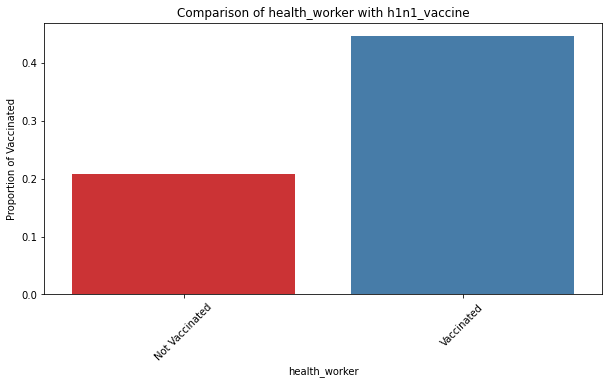 Comparison of health_worker with h1n1_vaccine
Proportion of Vaccinated
0.4
0.3
0.2
0.1
0.0
Not Vaccinated
Vaccinated
health_worker